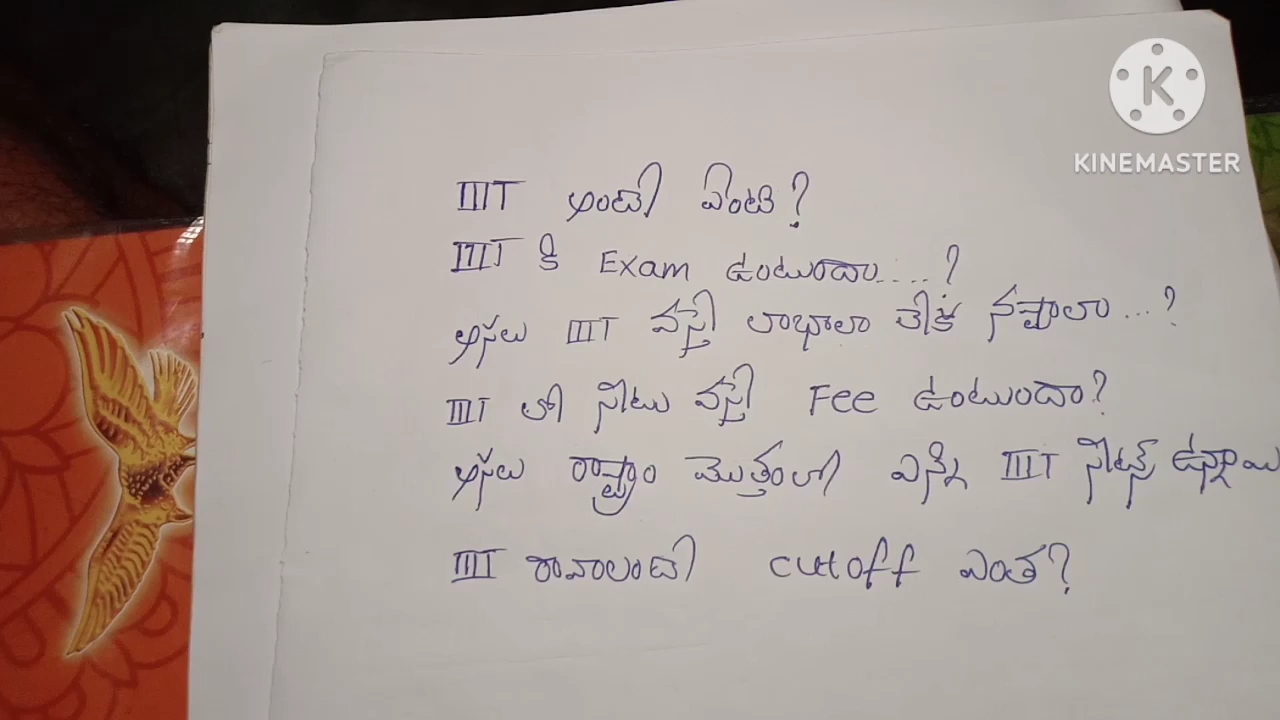 KINEMASTER
IIIT అంటే ఏంటి?
IIIT కి Exam ఉంటుందా....?
అసలు IIIT వస్తే లాభాలా లేక నష్టాలా...?
IIIT లో సీటు వస్తే Fee ఉంటుందా?
అసలు రాష్ట్రం మొత్తంలో ఎన్ని IIIT సీట్స్ ఉన్నాయి
IIIT రావాలంటే cutoff ఎంత?